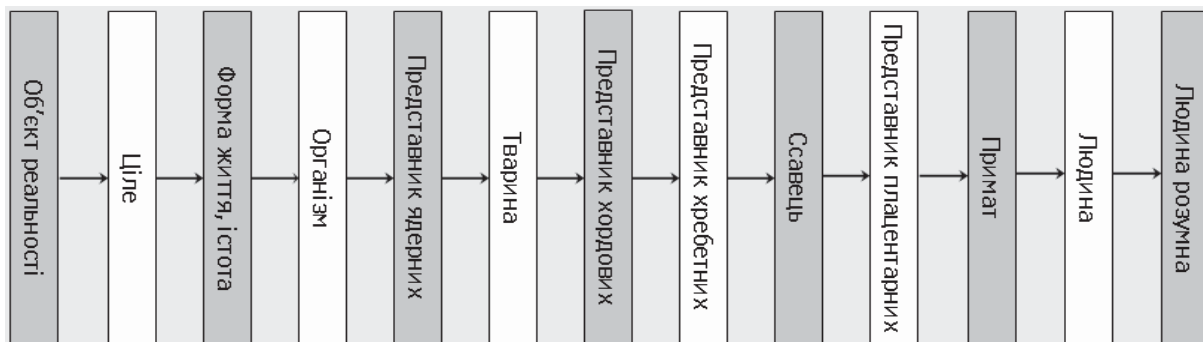 Об’єкт реальності
Ціле
Форма життя, істота
Організм
Представник ядерних
Тварина
Представник хордових
Представник хребетних
Ссавець
Представник плацентарних
Примат
Людина
Людина розумна